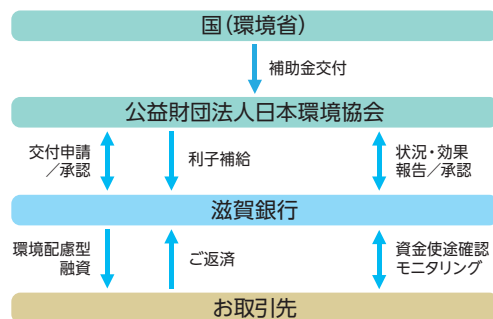 国（環境省）
補助金交付
公益財団法人日本環境協会
交付申請
／承認
利子補給
状況・効果
報告／承認
滋賀銀行
環境配慮型
融資
ご返済
資金使途確認
モニタリング
お取引先